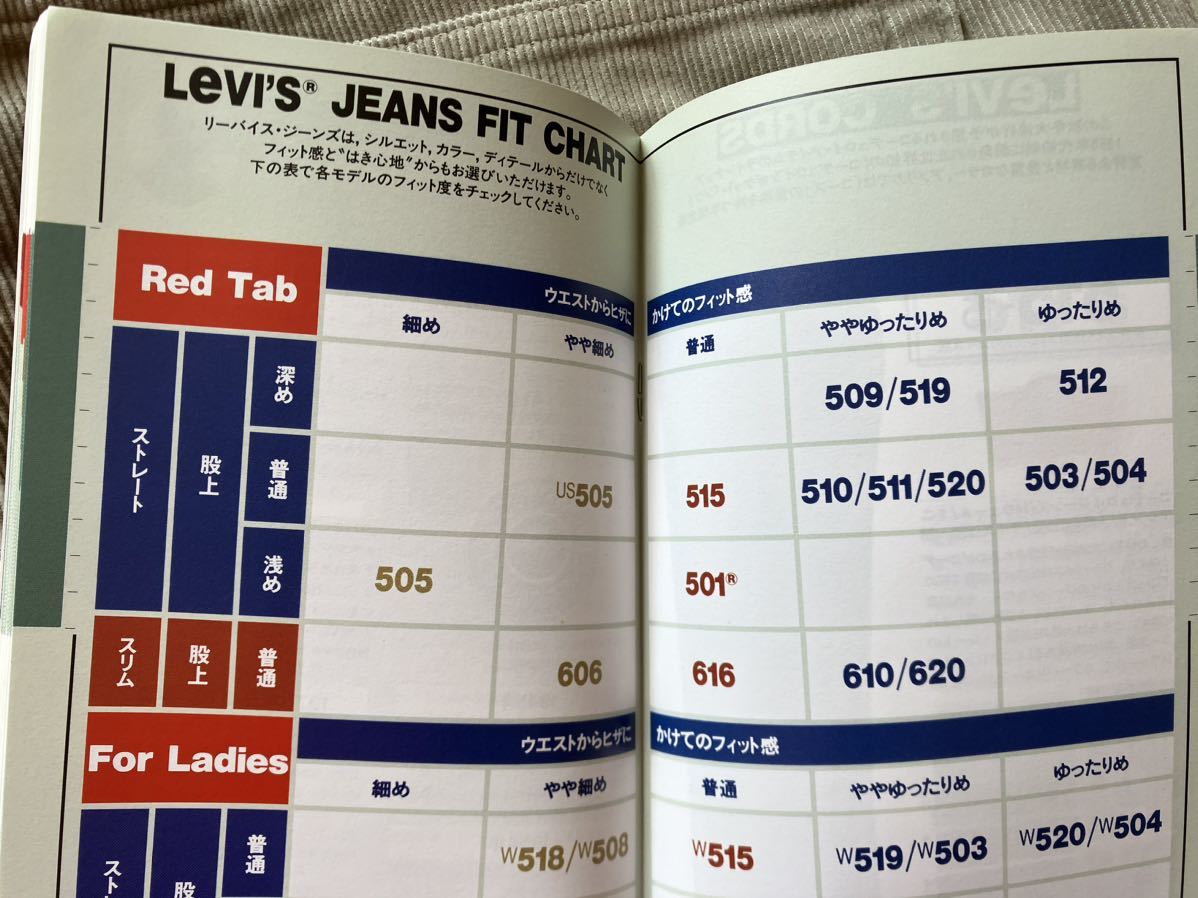 LEVI'S® JEANS FIT CHART
リーバイス・ジーンズは，シルエット，カラー，ディテールからだけでなく
フィット感と"はき心地"からもお選びいただけます。
下の表で各モデルのフィット度をチェックしてください。
Red Tab
ウエストからヒザにかけてのフィット感
細め やや細め 普通 ややゆったりめ ゆったりめ
ストレート 股上
深め 509/519 512
普通 US505 515 510/511/520 503/504
浅め 505 501®
スリム 股上 普通 606 616 610/620
For Ladies
ウエストからヒザにかけてのフィット感
細め やや細め 普通 ややゆったりめ ゆったりめ
普通 W518/W508 W515 W519/W503 W520/W504